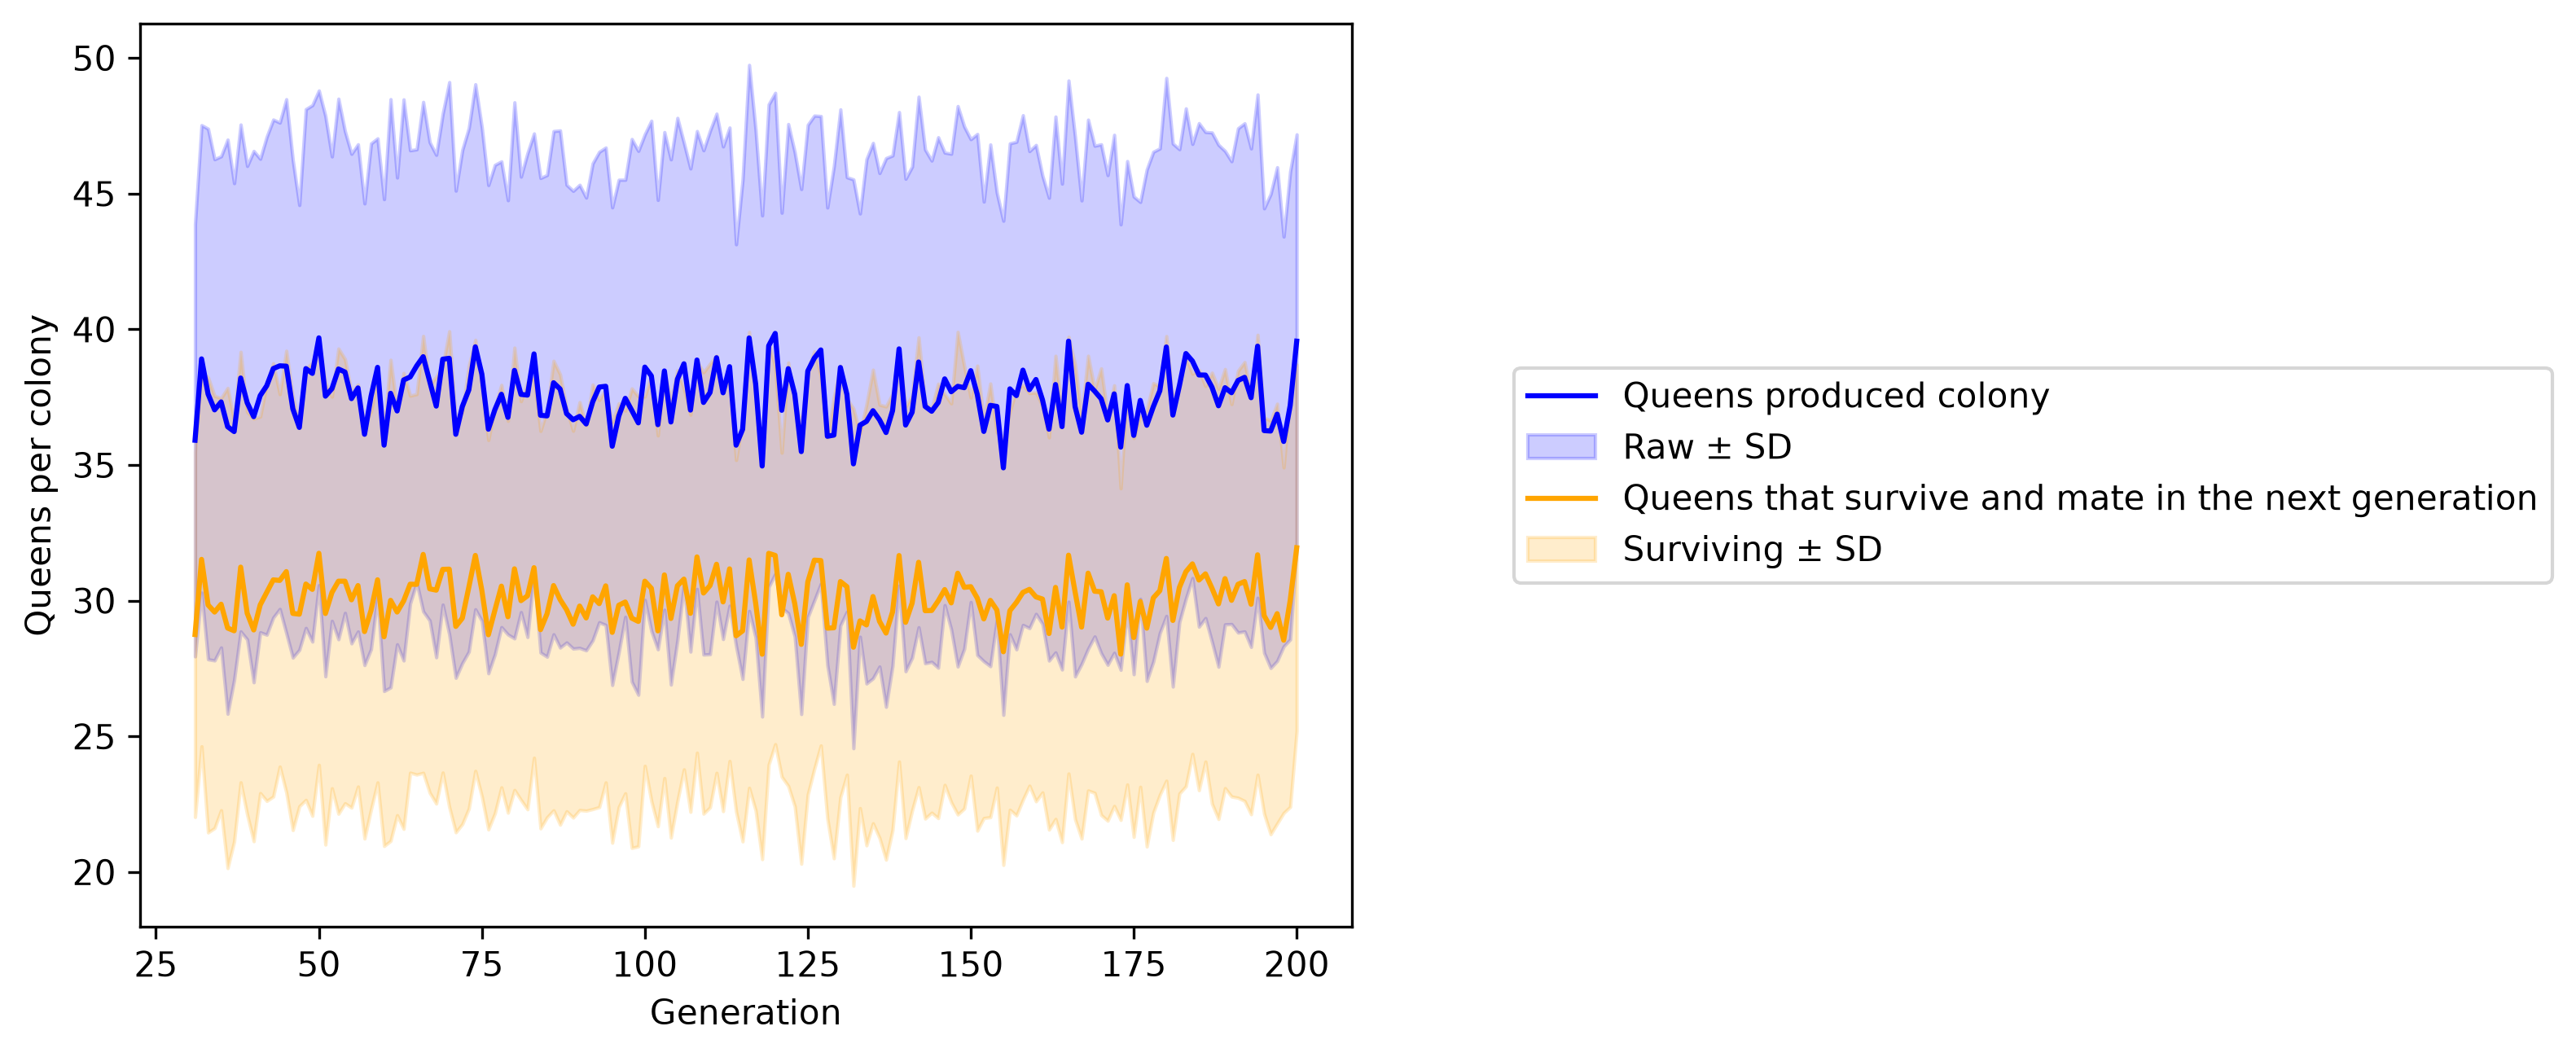 50
45
40
35
30
25
20
Queens per colony
25 50 75 100 125 150 175 200
Generation
Queens produced colony
Raw ± SD
Queens that survive and mate in the next generation
Surviving ± SD